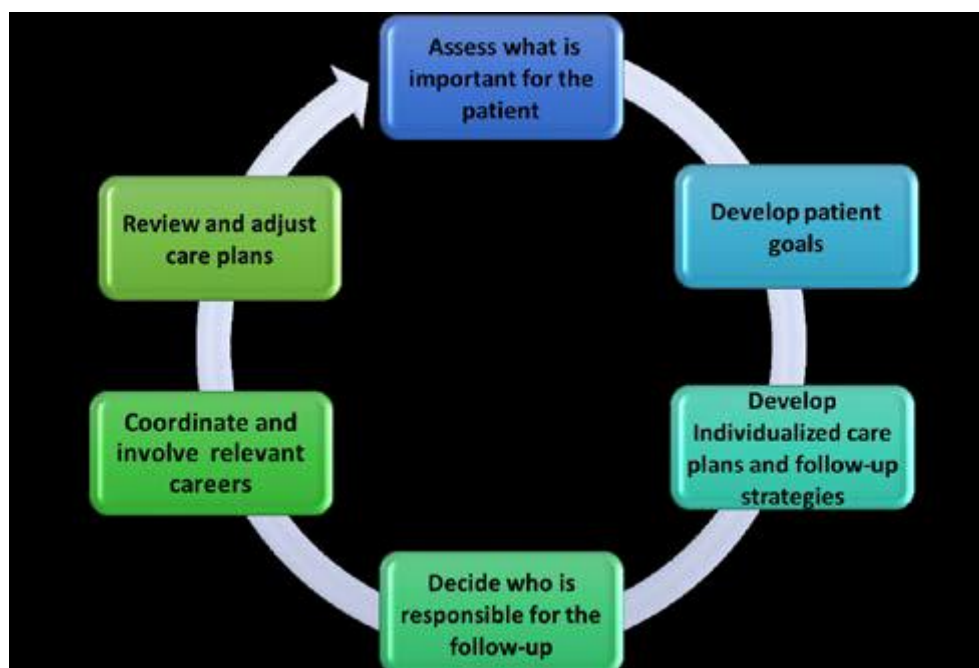 Assess what is
important for the
patient
Develop patient
goals
Develop
Individualized care
plans and follow-up
strategies
Decide who is
responsible for the
follow-up
Coordinate and
involve relevant
careers
Review and adjust
care plans